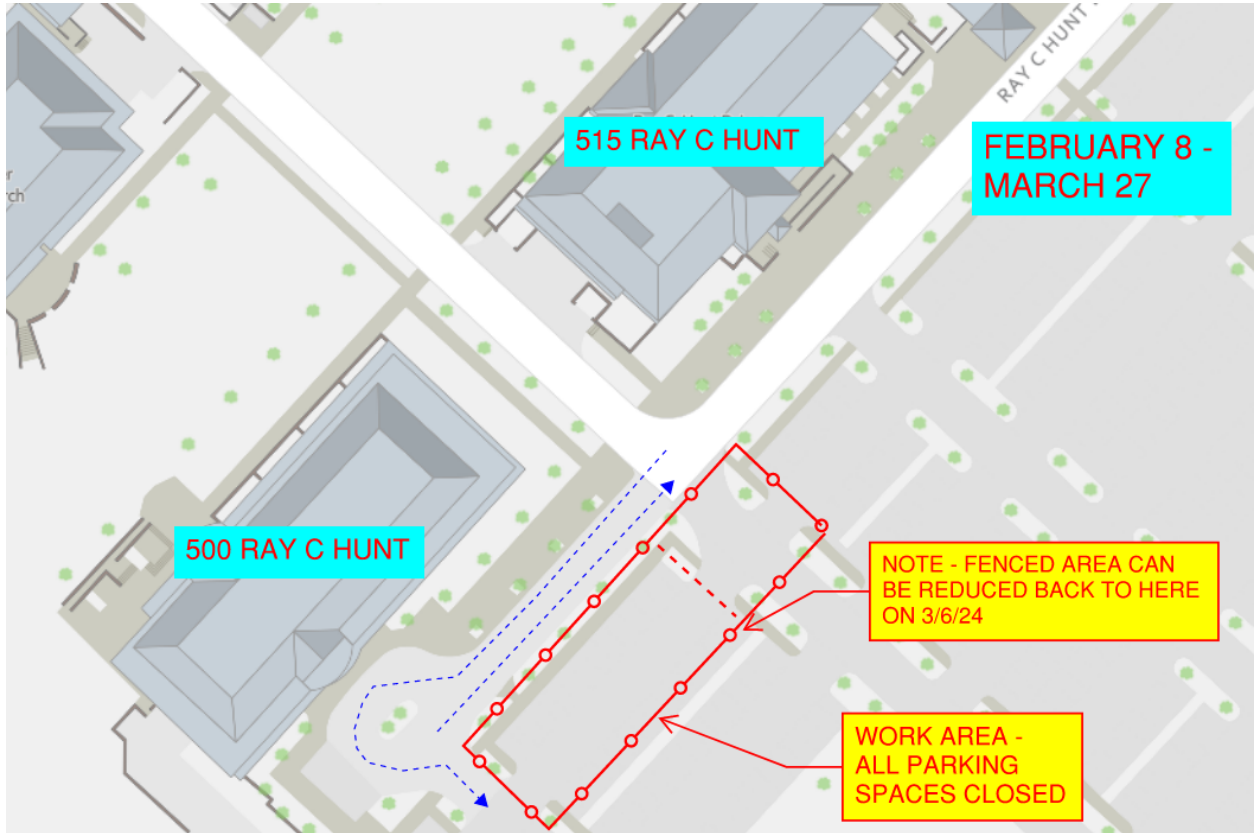 RAY C HUNT
515 RAY C HUNT
FEBRUARY 8 -
MARCH 27
500 RAY C HUNT
NOTE - FENCED AREA CAN
BE REDUCED BACK TO HERE
ON 3/6/24
WORK AREA -
ALL PARKING
SPACES CLOSED